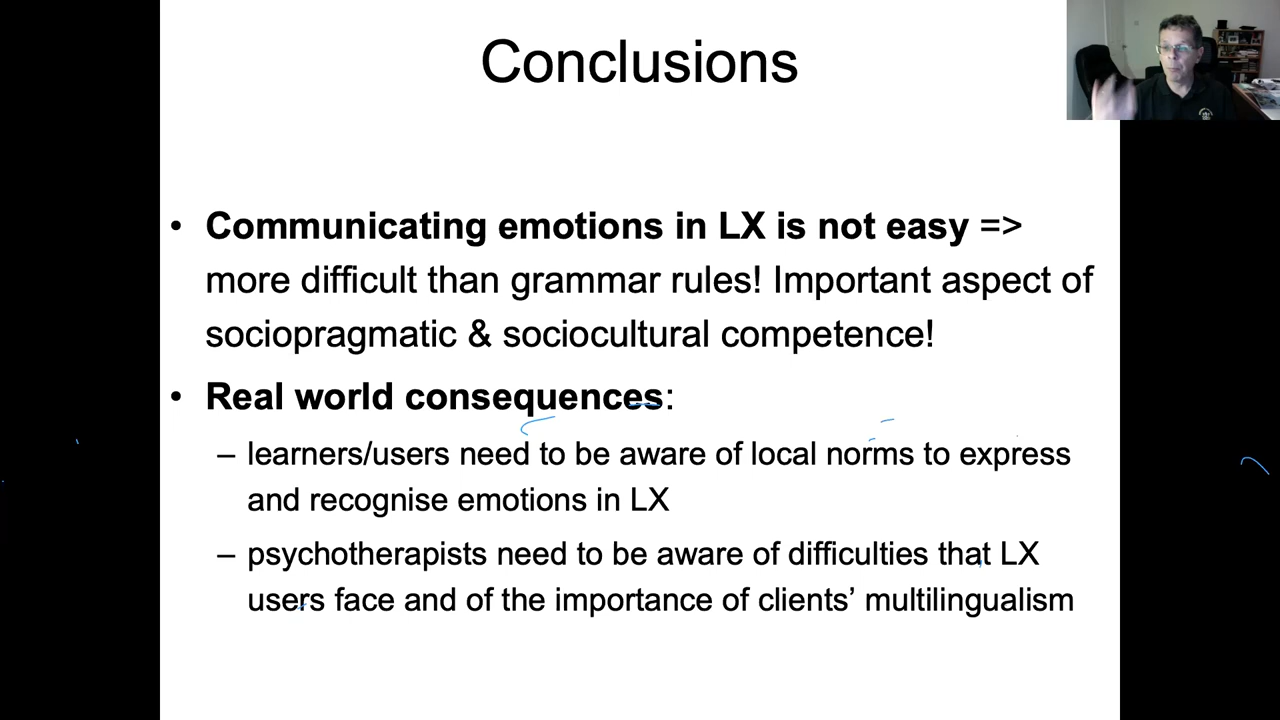 Conclusions
• Communicating emotions in LX is not easy =>
more difficult than grammar rules! Important aspect of
sociopragmatic & sociocultural competence!
• Real world consequences:
– learners/users need to be aware of local norms to express
and recognise emotions in LX
– psychotherapists need to be aware of difficulties that LX
users face and of the importance of clients’ multilingualism